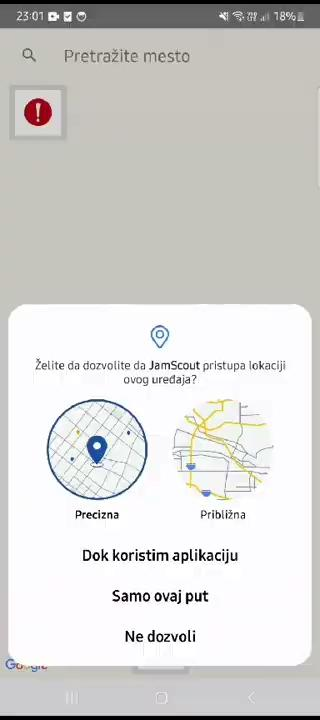 23:01
18%
Pretražite mesto
Želite da dozvolite da JamScout pristupa lokaciji
ovog uređaja?
Precizna
Približna
Dok koristim aplikaciju
Samo ovaj put
Ne dozvoli
Google